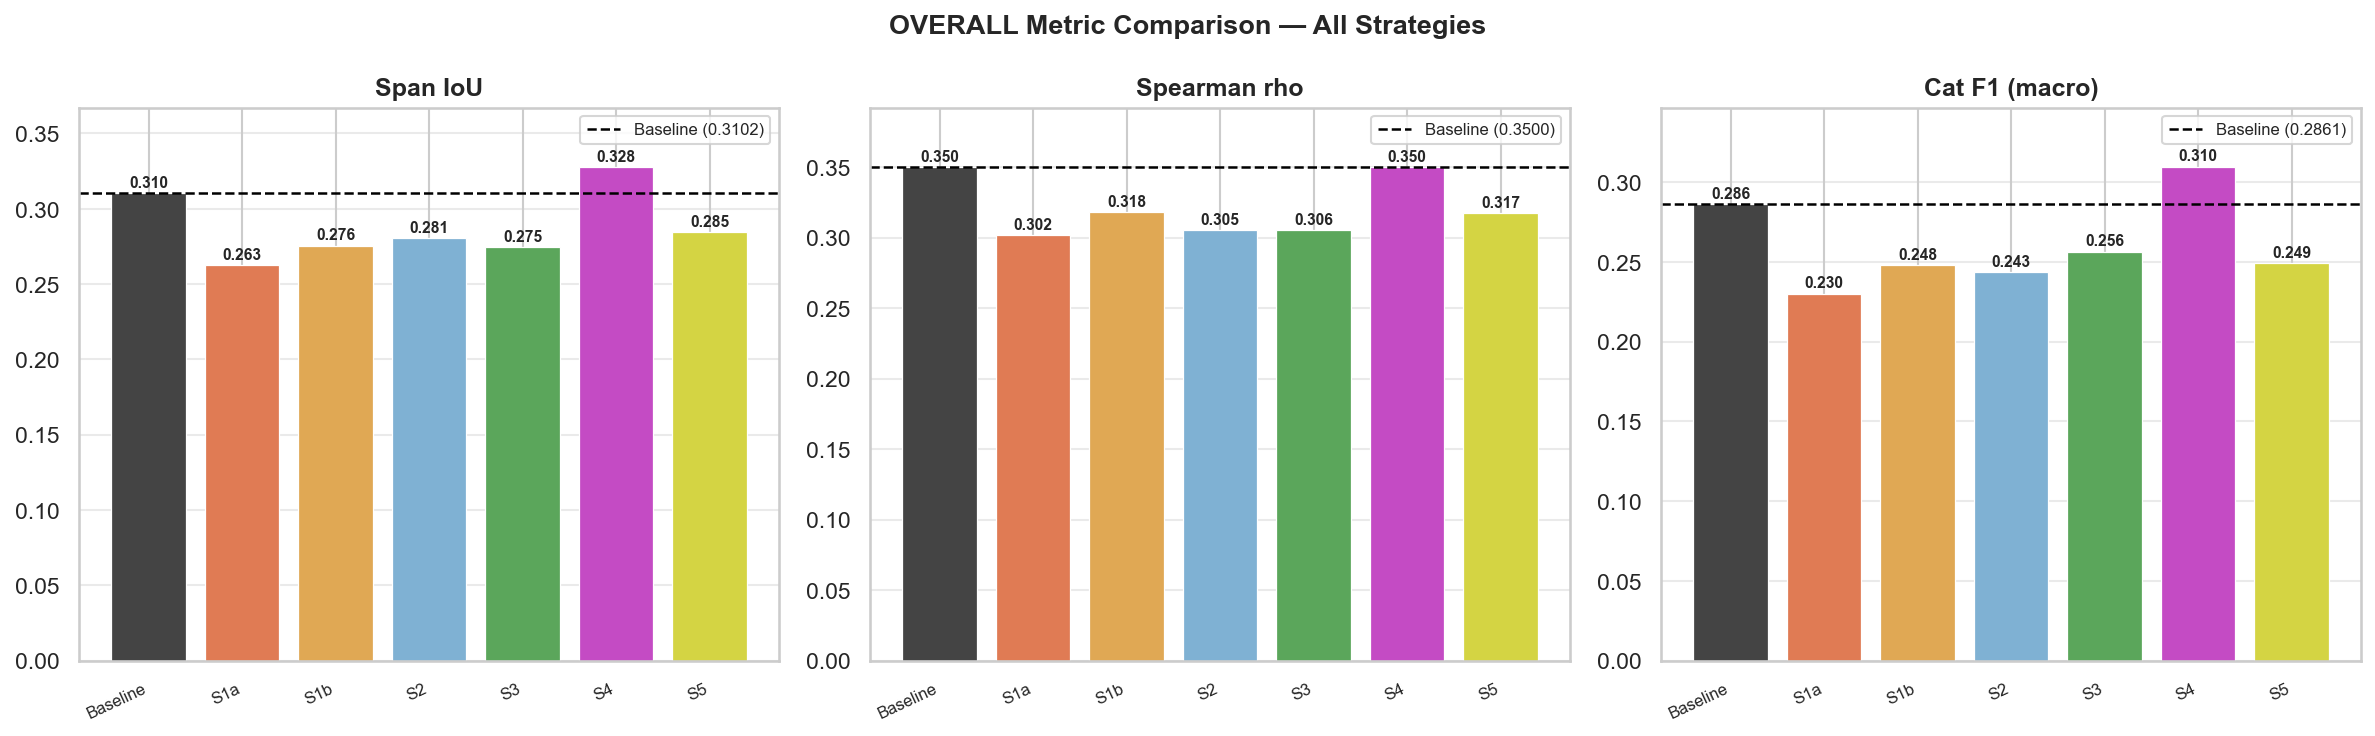 OVERALL Metric Comparison — All Strategies
Span IoU
Baseline (0.3102)
0.35
0.30
0.25
0.20
0.15
0.10
0.05
0.00
0.310
0.263
0.276
0.281
0.275
0.328
0.285
Baseline
S1a
S1b
S2
S3
S4
S5
Spearman rho
Baseline (0.3500)
0.35
0.30
0.25
0.20
0.15
0.10
0.05
0.00
0.350
0.302
0.318
0.305
0.306
0.350
0.317
Baseline
S1a
S1b
S2
S3
S4
S5
Cat F1 (macro)
Baseline (0.2861)
0.30
0.25
0.20
0.15
0.10
0.05
0.00
0.286
0.230
0.248
0.243
0.256
0.310
0.249
Baseline
S1a
S1b
S2
S3
S4
S5